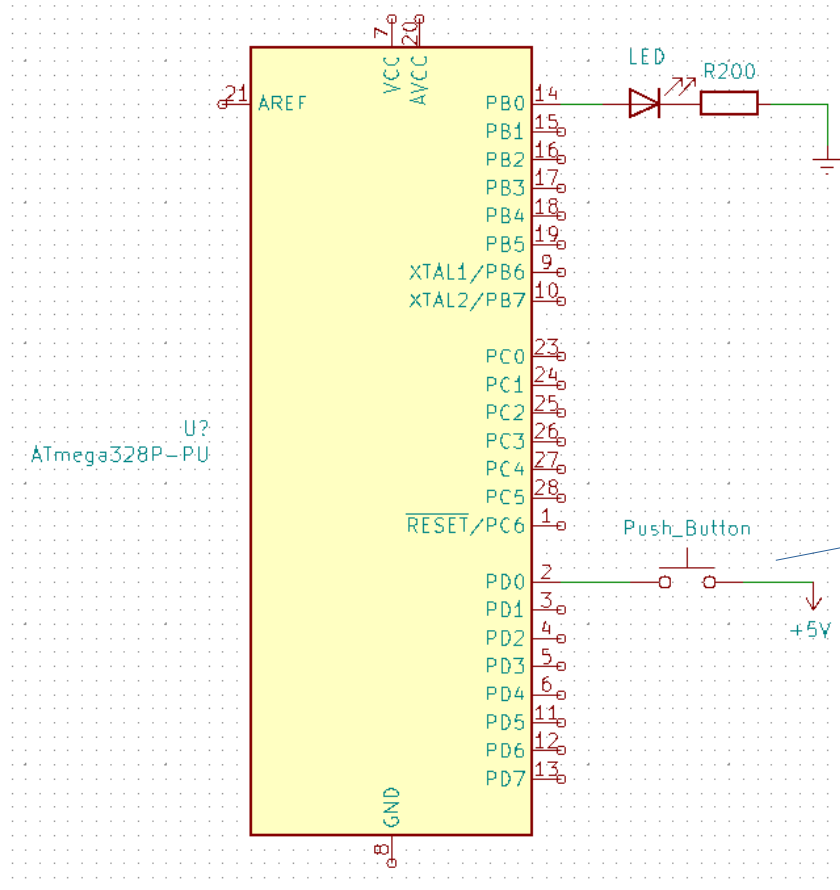 7
20
VCC
AVCC
21
AREF
PB0
14
PB1
15
PB2
16
PB3
17
PB4
18
PB5
19
XTAL1/PB6
9
XTAL2/PB7
10
LED
R200
PC0
23
PC1
24
PC2
25
PC3
26
PC4
27
PC5
28
RESET/PC6
1
U?
ATmega328P-PU
Push_Button
PD0
2
PD1
3
PD2
4
PD3
5
PD4
6
PD5
11
PD6
12
PD7
13
+5V
GND
8